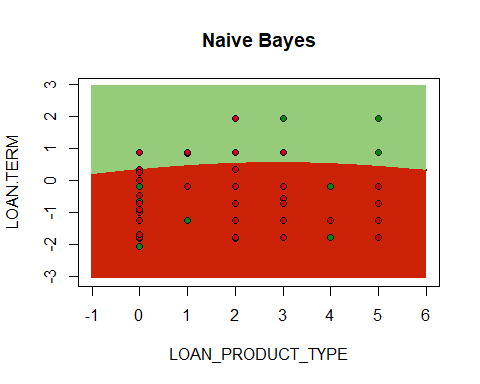 Naive Bayes
LOAN.TERM
3
2
1
0
-1
-2
-3
-1 0 1 2 3 4 5 6
LOAN_PRODUCT_TYPE